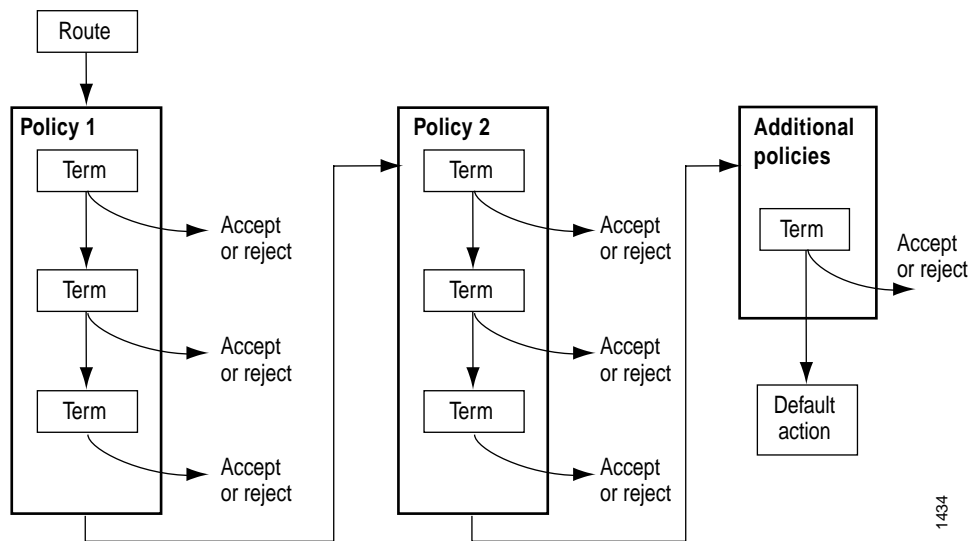 Route
Policy 1
Term
Accept
or reject
Term
Accept
or reject
Term
Accept
or reject
Policy 2
Term
Accept
or reject
Term
Accept
or reject
Term
Accept
or reject
Additional
policies
Term
Accept
or reject
Default
action
1434